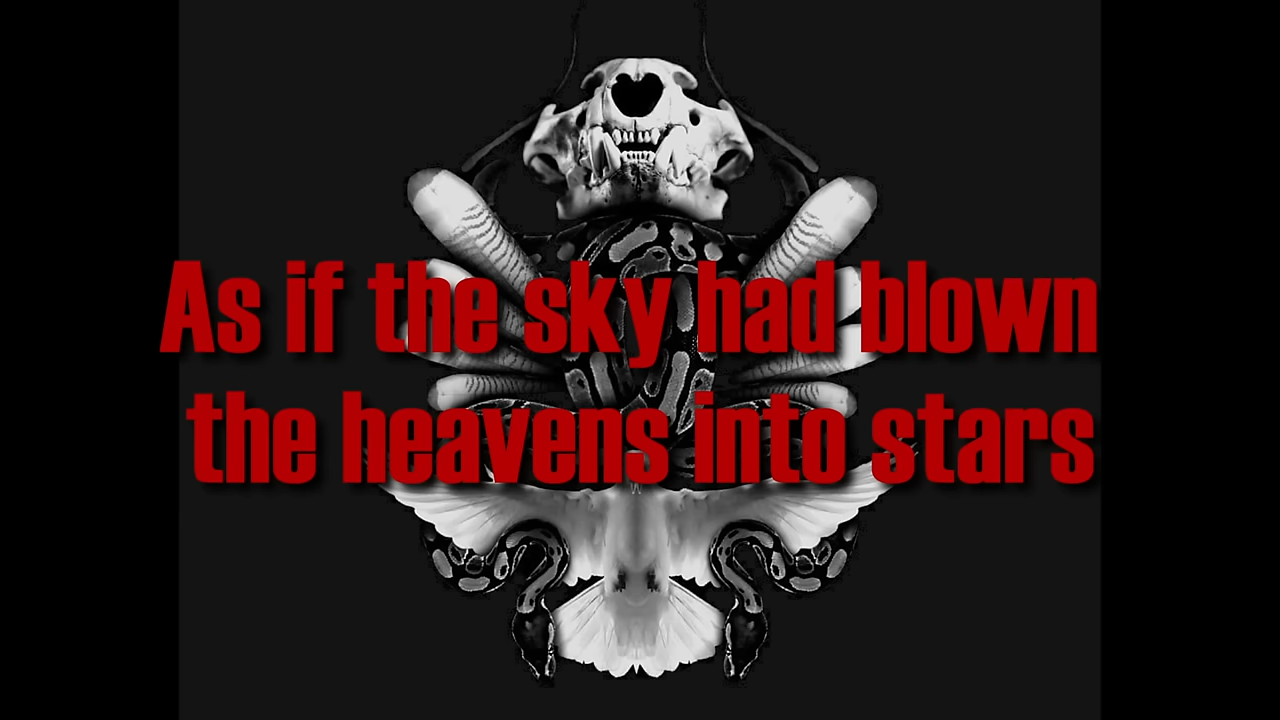 As if the sky had blown
the heavens into stars